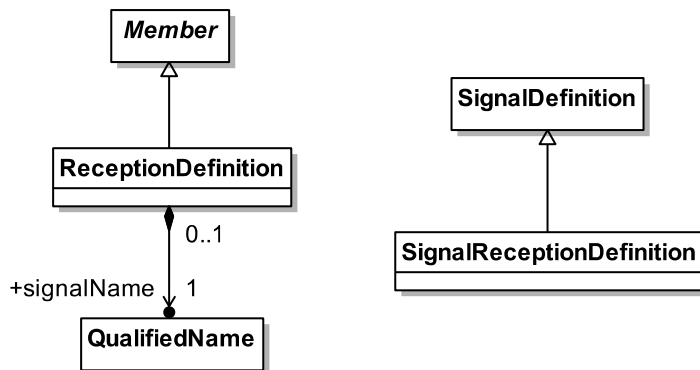 Member
SignalDefinition
ReceptionDefinition
0..1
SignalReceptionDefinition
+signalName
1
QualifiedName